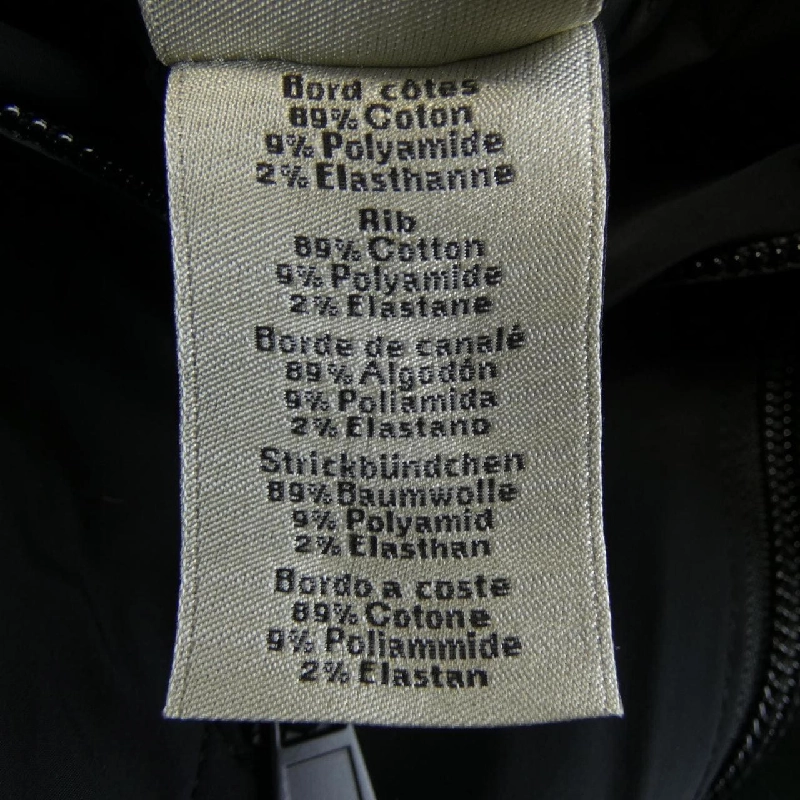 Bord côtes
89% Coton
9% Polyamide
2% Elasthanne
Rib
89% Cotton
9% Polyamide
2% Elastane
Borde de canalé
89% Algodón
9% Poliamida
2% Elastano
Strickbündchen
89% Baumwolle
9% Polyamid
2% Elasthan
Bordo a coste
89% Cotone
9% Poliammide
2% Elastan